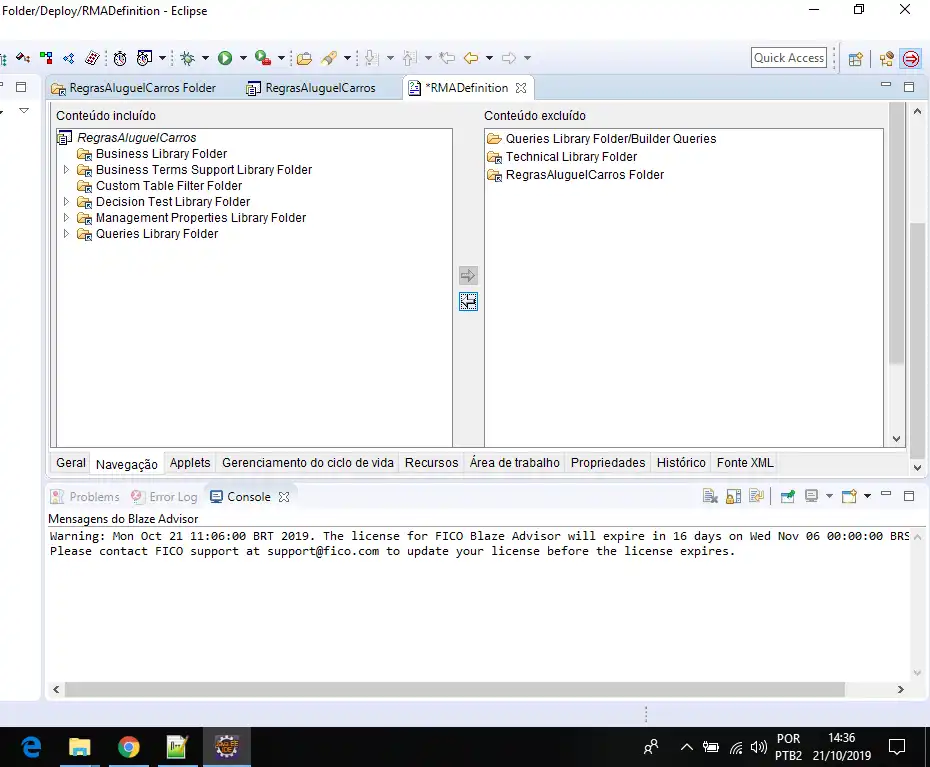 Folder/Deploy/RMADefinition - Eclipse
Quick Access
RegrasAluguelCarros Folder
RegrasAluguelCarros
*RMADefinition
Conteúdo incluído
RegrasAluguelCarros
Business Library Folder
Business Terms Support Library Folder
Custom Table Filter Folder
Decision Test Library Folder
Management Properties Library Folder
Queries Library Folder
Conteúdo excluído
Queries Library Folder/Builder Queries
Technical Library Folder
RegrasAluguelCarros Folder
Geral Navegação Applets Gerenciamento do ciclo de vida Recursos Área de trabalho Propriedades Histórico Fonte XML
Problems Error Log Console
Mensagens do Blaze Advisor
Warning: Mon Oct 21 11:06:00 BRT 2019. The license for FICO Blaze Advisor will expire in 16 days on Wed Nov 06 00:00:00 BRS
Please contact FICO support at support@fico.com to update your license before the license expires.
POR
PTB2
14:36
21/10/2019